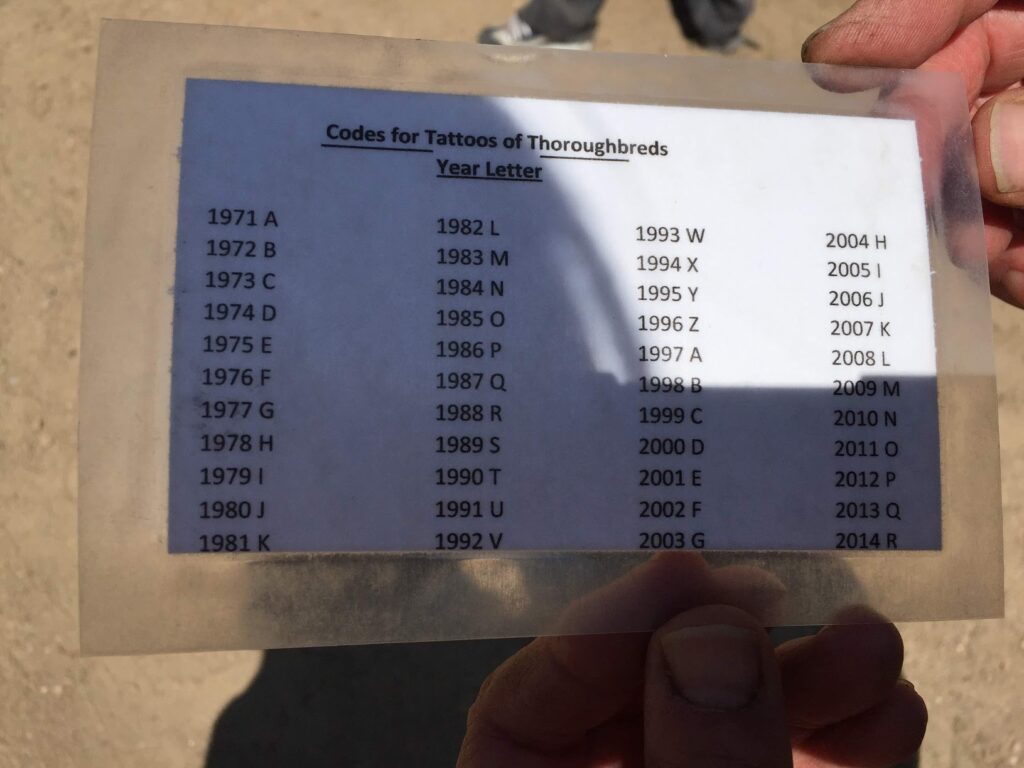 Codes for Tattoos of Thoroughbreds
Year Letter
1971 A
1972 B
1973 C
1974 D
1975 E
1976 F
1977 G
1978 H
1979 I
1980 J
1981 K
1982 L
1983 M
1984 N
1985 O
1986 P
1987 Q
1988 R
1989 S
1990 T
1991 U
1992 V
1993 W
1994 X
1995 Y
1996 Z
1997 A
1998 B
1999 C
2000 D
2001 E
2002 F
2003 G
2004 H
2005 I
2006 J
2007 K
2008 L
2009 M
2010 N
2011 O
2012 P
2013 Q
2014 R